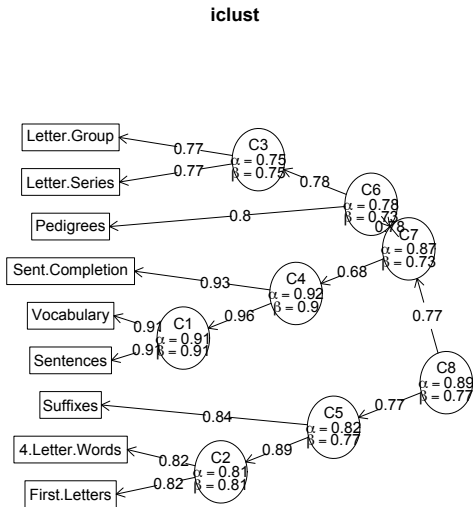 iclust
Letter.Group
0.77
C3
α = 0.75
β = 0.75
0.77
Letter.Series
0.78
C6
α = 0.78
β = 0.73
0.8
Pedigrees
0.78
C7
α = 0.87
β = 0.73
Sent.Completion
0.93
C4
α = 0.92
β = 0.9
0.68
Vocabulary
0.91
C1
α = 0.91
β = 0.91
0.96
0.77
Sentences
0.91
C8
α = 0.89
β = 0.77
Suffixes
0.84
C5
α = 0.82
β = 0.77
0.77
4.Letter.Words
0.82
C2
α = 0.81
β = 0.81
0.89
0.82
First.Letters